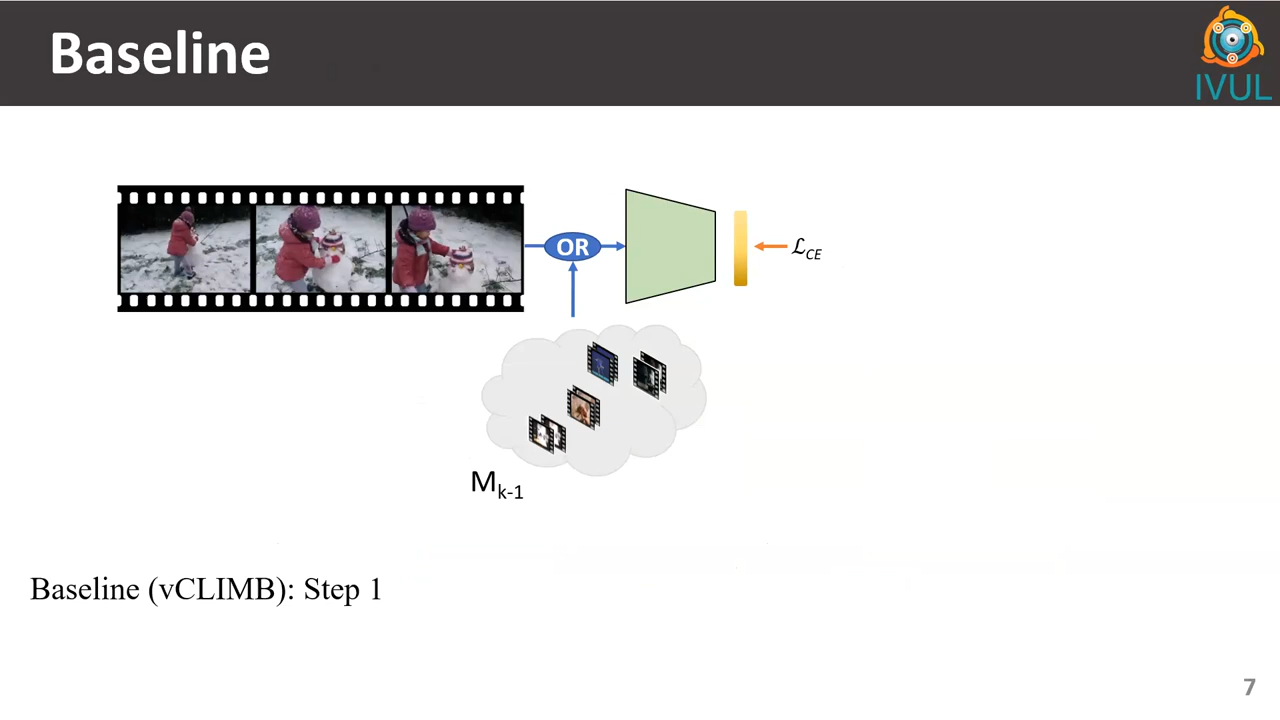 Baseline
IVUL
OR
ℒCE
Mk-1
Baseline (vCLIMB): Step 1
7